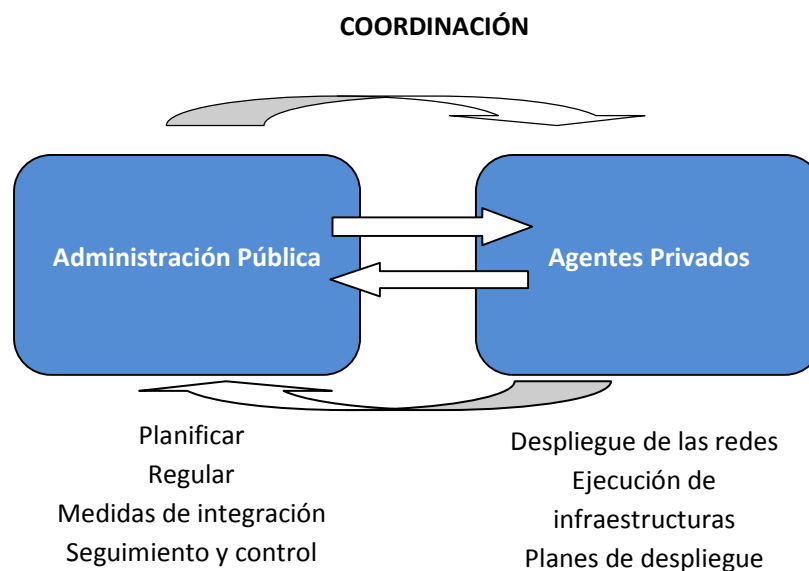 COORDINACIÓN
Administración Pública
Agentes Privados
Planificar
Regular
Medidas de integración
Seguimiento y control
Despliegue de las redes
Ejecución de
infraestructuras
Planes de despliegue